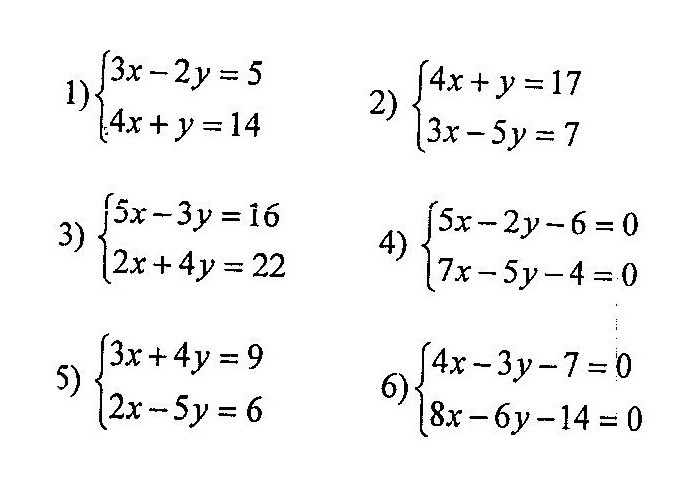 1) {3x − 2y = 5
4x + y = 14
2) {4x + y = 17
3x − 5y = 7
3) {5x − 3y = 16
2x + 4y = 22
4) {5x − 2y − 6 = 0
7x − 5y − 4 = 0
5) {3x + 4y = 9
2x − 5y = 6
6) {4x − 3y − 7 = 0
8x − 6y − 14 = 0